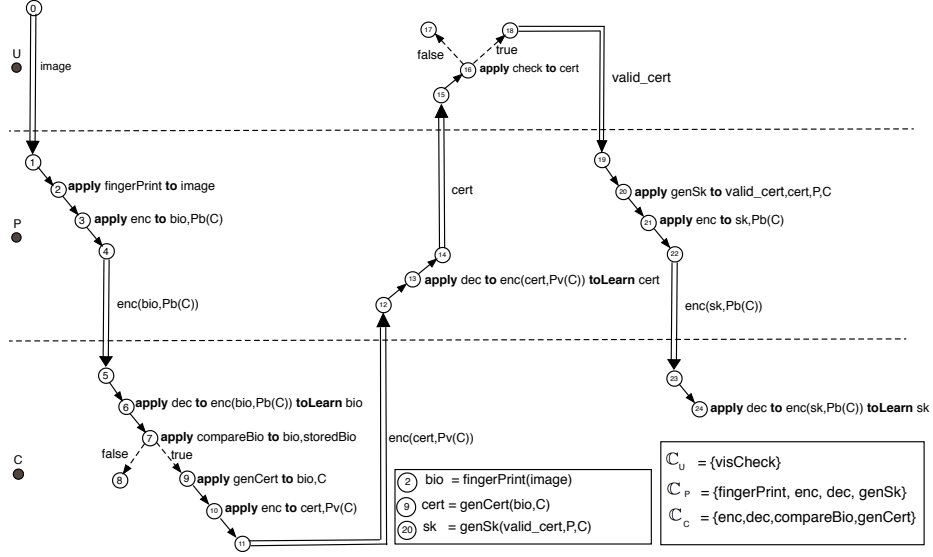 0
U
image
1
2 apply fingerPrint to image
3 apply enc to bio,Pb(C)
P
4
enc(bio,Pb(C))
5
6 apply dec to enc(bio,Pb(C)) toLearn bio
7 apply compareBio to bio,storedBio
false
true
C
8
9 apply genCert to bio,C
10 apply enc to cert,Pv(C)
11
enc(cert,Pv(C))
12
13 apply dec to enc(cert,Pv(C)) toLearn cert
14
cert
15
16 apply check to cert
false
true
17
18
valid_cert
19
20 apply genSk to valid_cert,cert,P,C
21 apply enc to sk,Pb(C)
22
enc(sk,Pb(C))
23
24 apply dec to enc(sk,Pb(C)) toLearn sk
2 bio = fingerPrint(image)
9 cert = genCert(bio,C)
20 sk = genSk(valid_cert,P,C)
ℂU = {visCheck}
ℂP = {fingerPrint, enc, dec, genSk}
ℂC = {enc,dec,compareBio,genCert}